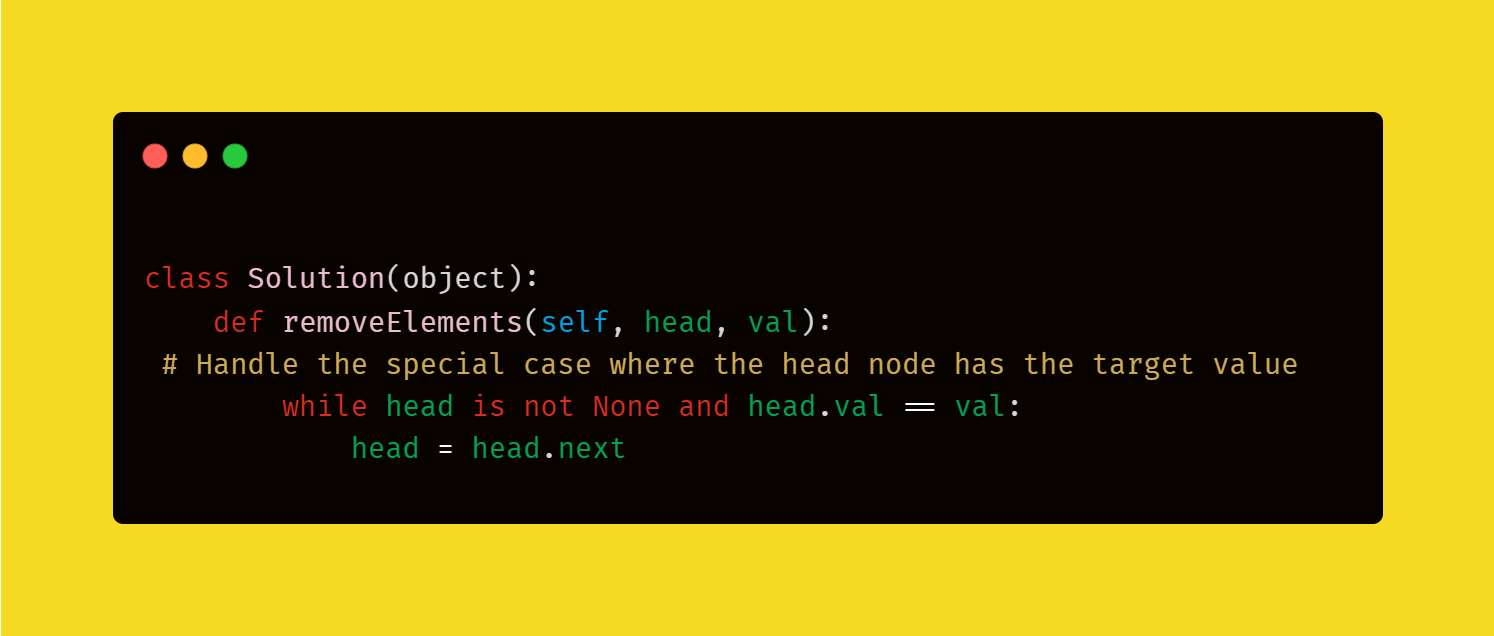 class Solution(object):
    def removeElements(self, head, val):
 # Handle the special case where the head node has the target value
        while head is not None and head.val == val:
            head = head.next